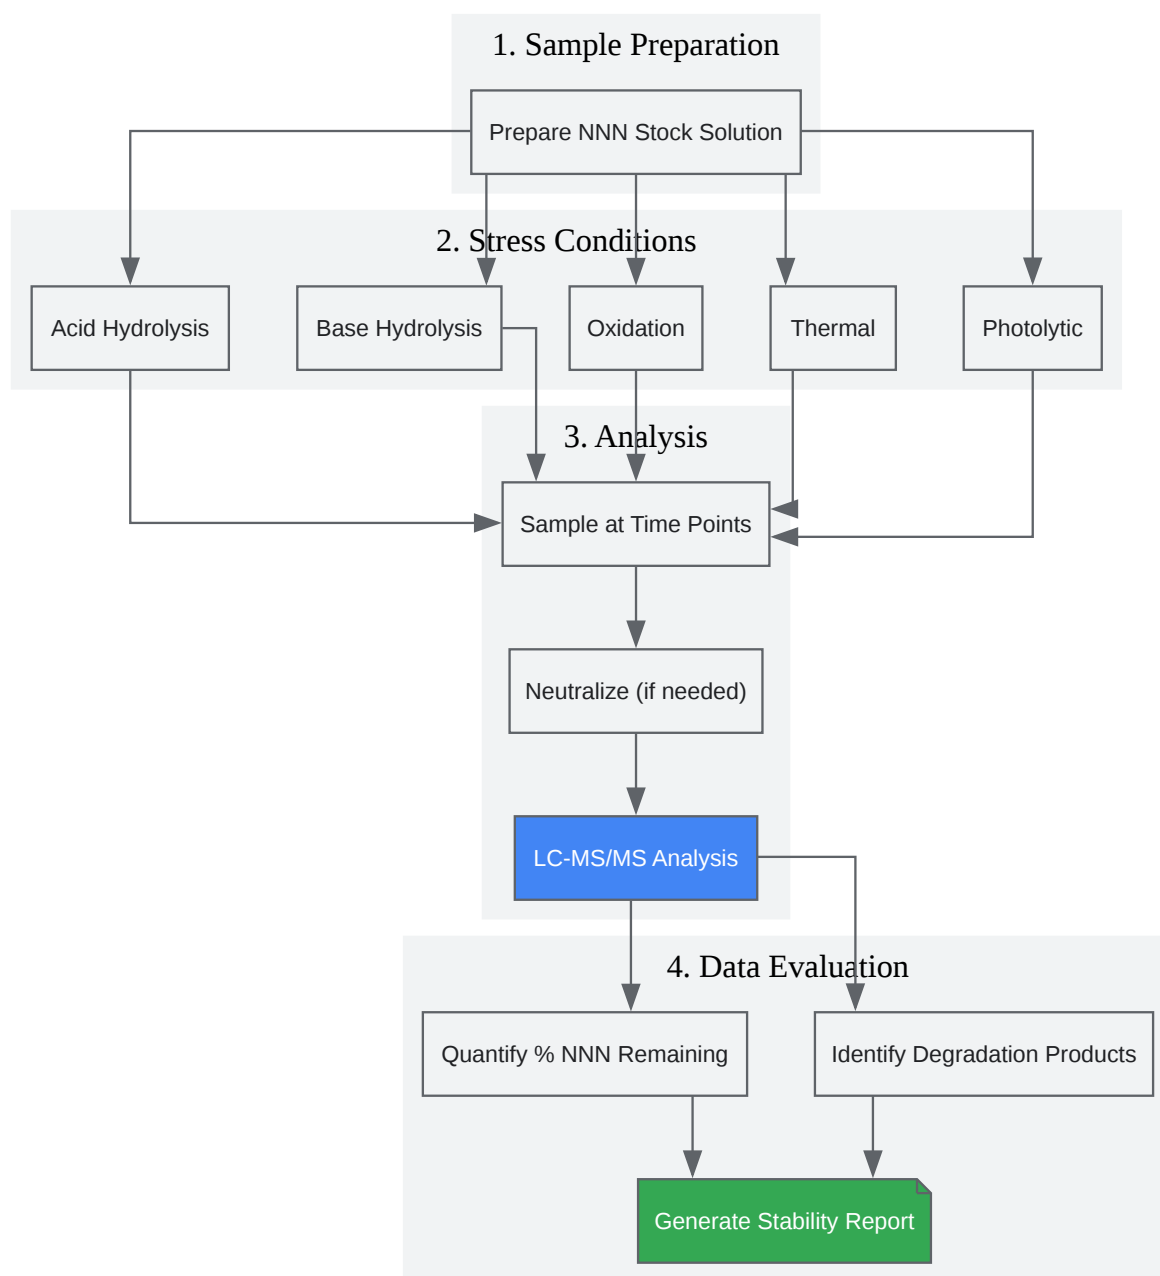 1. Sample Preparation
Prepare NNN Stock Solution
2. Stress Conditions
Acid Hydrolysis
Base Hydrolysis
Oxidation
Thermal
Photolytic
3. Analysis
Sample at Time Points
Neutralize (if needed)
LC-MS/MS Analysis
4. Data Evaluation
Quantify % NNN Remaining
Identify Degradation Products
Generate Stability Report